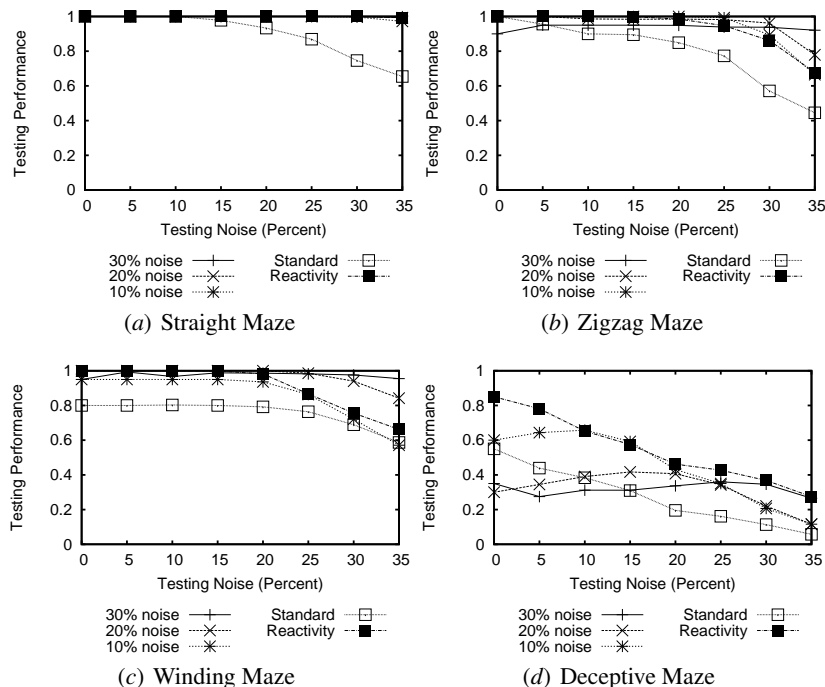 1
0.8
0.6
0.4
0.2
0
Testing Performance
0 5 10 15 20 25 30 35
Testing Noise (Percent)
30% noise
20% noise
10% noise
Standard
Reactivity
(a) Straight Maze
1
0.8
0.6
0.4
0.2
0
Testing Performance
0 5 10 15 20 25 30 35
Testing Noise (Percent)
30% noise
20% noise
10% noise
Standard
Reactivity
(b) Zigzag Maze
1
0.8
0.6
0.4
0.2
0
Testing Performance
0 5 10 15 20 25 30 35
Testing Noise (Percent)
30% noise
20% noise
10% noise
Standard
Reactivity
(c) Winding Maze
1
0.8
0.6
0.4
0.2
0
Testing Performance
0 5 10 15 20 25 30 35
Testing Noise (Percent)
30% noise
20% noise
10% noise
Standard
Reactivity
(d) Deceptive Maze